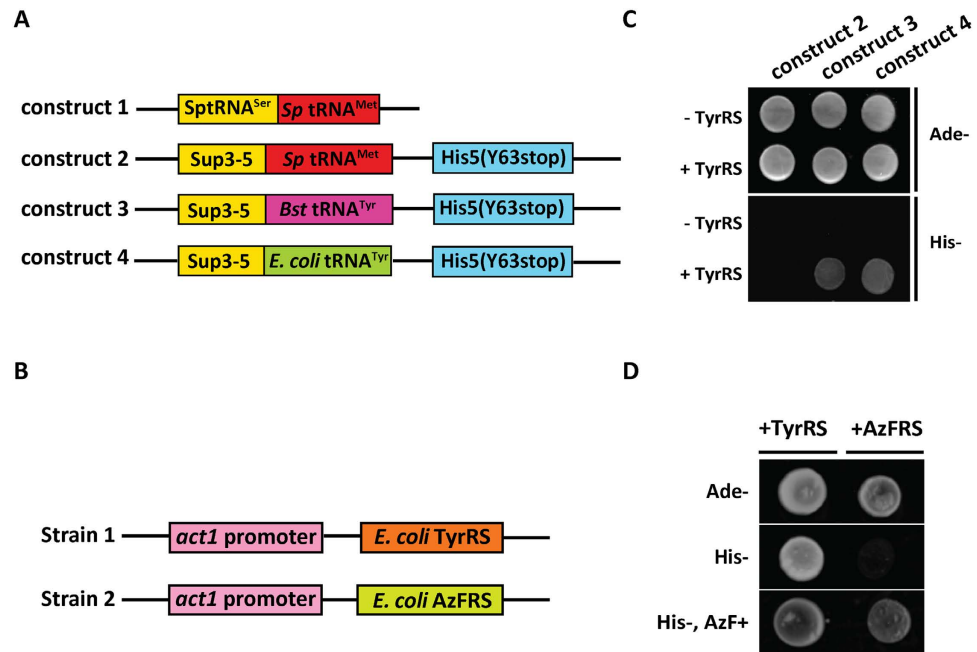 A
construct 1
SptRNA^Ser
Sp tRNA^Met
construct 2
Sup3-5
Sp tRNA^Met
His5(Y63stop)
construct 3
Sup3-5
Bst tRNA^Tyr
His5(Y63stop)
construct 4
Sup3-5
E. coli tRNA^Tyr
His5(Y63stop)
B
Strain 1
act1 promoter
E. coli TyrRS
Strain 2
act1 promoter
E. coli AzFRS
C
construct 2
construct 3
construct 4
- TyrRS
+ TyrRS
Ade-
- TyrRS
+ TyrRS
His-
D
+TyrRS
+AzFRS
Ade-
His-
His-, AzF+